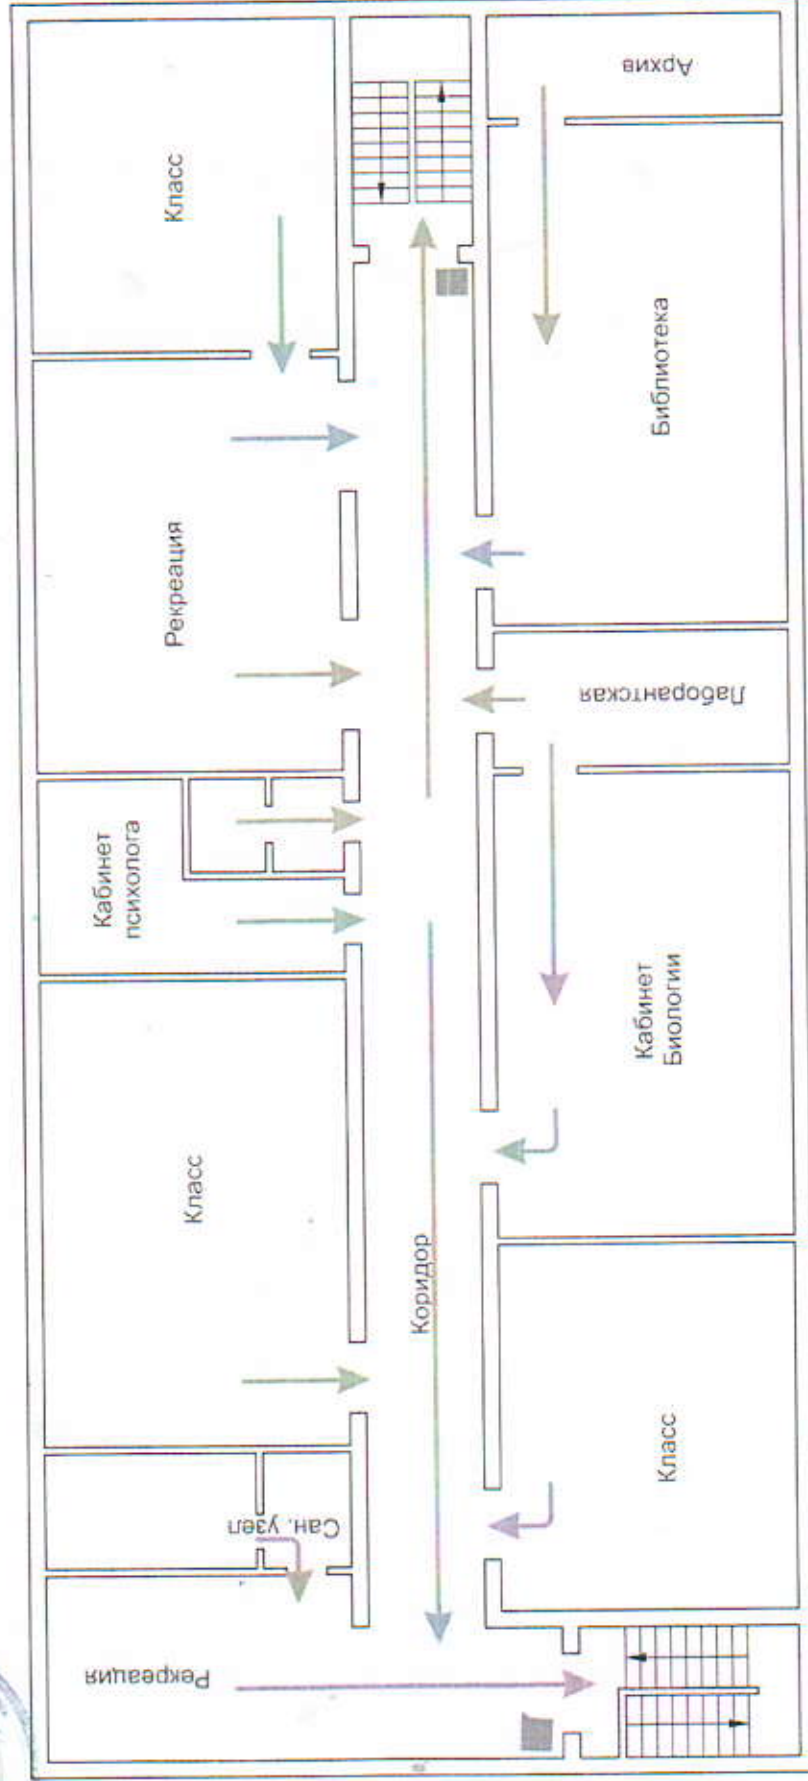 Класс
Архив
Рекреация
Библиотека
Кабинет
психолога
Лаборантская
Класс
Кабинет
Биологии
Коридор
Сан. узел
Класс
Рекреация